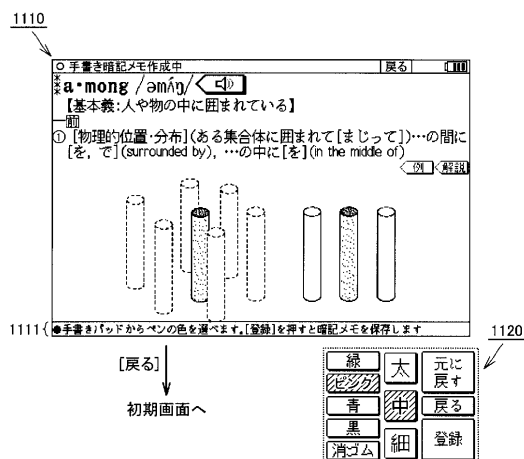 1110
○ 手書き暗記メモ作成中 戻る
⁑a・mong /əmʌ́ŋ/
【基本義:人や物の中に囲まれている】
━前
① [物理的位置・分布](ある集合体に囲まれて[まじって])…の間に
[を, で](surrounded by), …の中に[を](in the middle of)
例 解説
1111 ●手書きパッドからペンの色を選べます。[登録]を押すと暗記メモを保存します
1120
[戻る]
初期画面へ
緑 太 元に戻す
ピンク
青 中 戻る
黒
消ゴム 細 登録